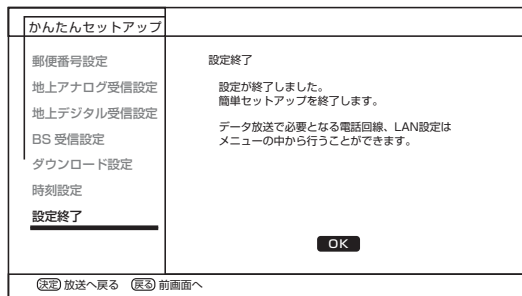 かんたんセットアップ
郵便番号設定
地上アナログ受信設定
地上デジタル受信設定
BS 受信設定
ダウンロード設定
時刻設定
設定終了
設定終了
設定が終了しました。
簡単セットアップを終了します。
データ放送で必要となる電話回線、LAN設定は
メニューの中から行うことができます。
OK
決定 放送へ戻る 戻る 前画面へ